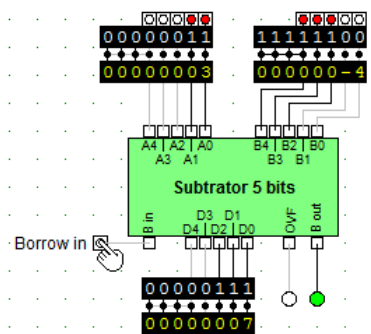 00000011 11111100
00000003 000000-4
A4 A2 A0 B4 B2 B0
A3 A1 B3 B1
Subtrator 5 bits
B in D3 D1 OVF B out
D4 D2 D0
Borrow in
00000111
00000007